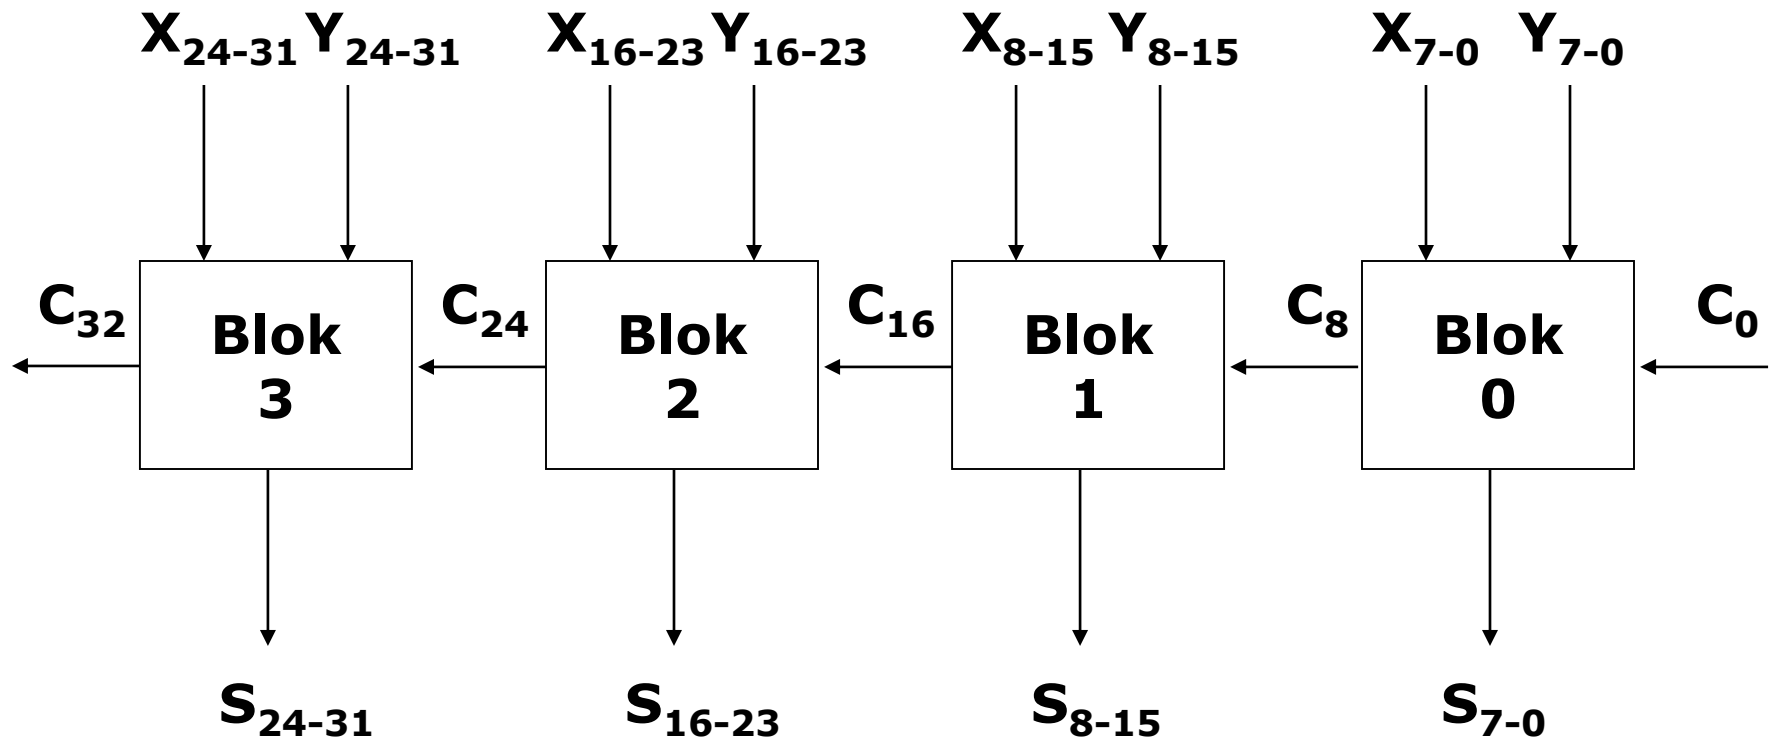 X24-31 Y24-31 X16-23 Y16-23 X8-15 Y8-15 X7-0 Y7-0
C32 C24 C16 C8 C0
Blok Blok Blok Blok
3 2 1 0
S24-31 S16-23 S8-15 S7-0